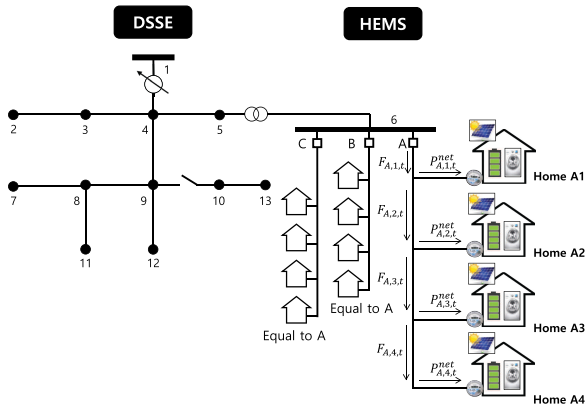 DSSE
HEMS
1
2
3
4
5
6
C
B
A
7
8
9
10
13
11
12
F_{A,1,t}
P^{net}_{A,1,t}
Home A1
F_{A,2,t}
P^{net}_{A,2,t}
Home A2
F_{A,3,t}
P^{net}_{A,3,t}
Home A3
Equal to A
Equal to A
F_{A,4,t}
P^{net}_{A,4,t}
Home A4